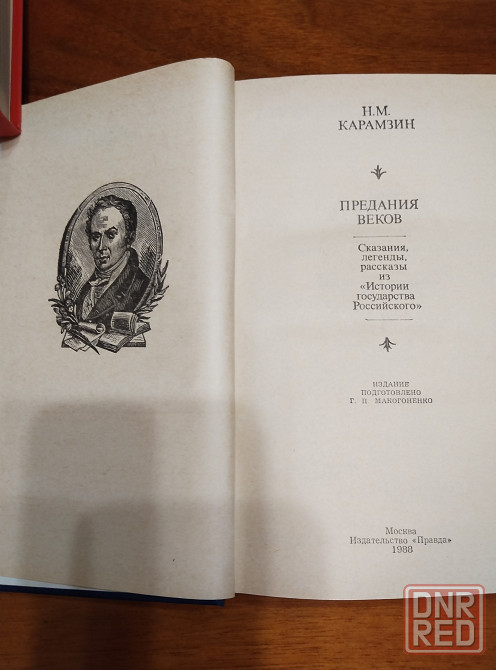 Н.М.
КАРАМЗИН
ПРЕДАНИЯ
ВЕКОВ
Сказания,
легенды,
рассказы
из
«Истории
государства
Российского»
ИЗДАНИЕ
ПОДГОТОВЛЕНО
Г. П МАКОГОНЕНКО
Москва
Издательство «Правда»
1988
DNR
RED